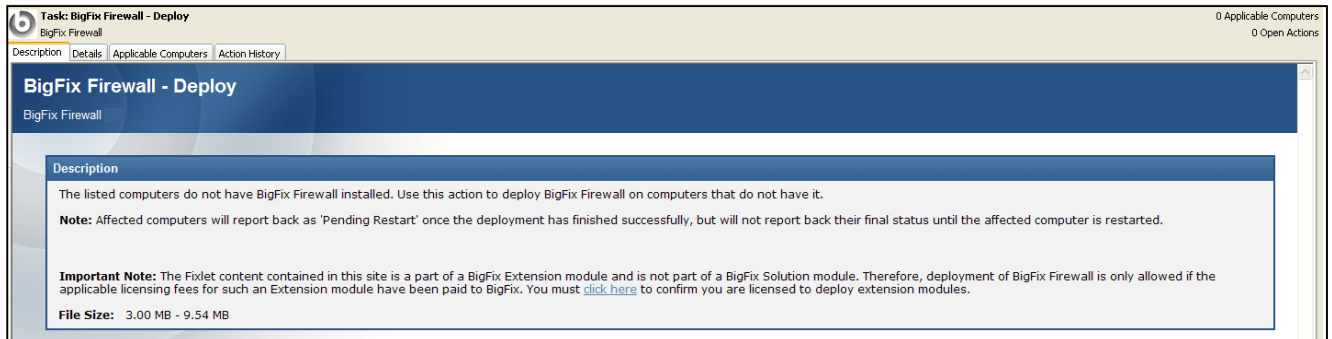 Task: BigFix Firewall - Deploy
BigFix Firewall
0 Applicable Computers
0 Open Actions
Description Details Applicable Computers Action History
BigFix Firewall - Deploy
BigFix Firewall
Description
The listed computers do not have BigFix Firewall installed. Use this action to deploy BigFix Firewall on computers that do not have it.
Note: Affected computers will report back as 'Pending Restart' once the deployment has finished successfully, but will not report back their final status until the affected computer is restarted.
Important Note: The Fixlet content contained in this site is a part of a BigFix Extension module and is not part of a BigFix Solution module. Therefore, deployment of BigFix Firewall is only allowed if the
applicable licensing fees for such an Extension module have been paid to BigFix. You must click here to confirm you are licensed to deploy extension modules.
File Size: 3.00 MB - 9.54 MB